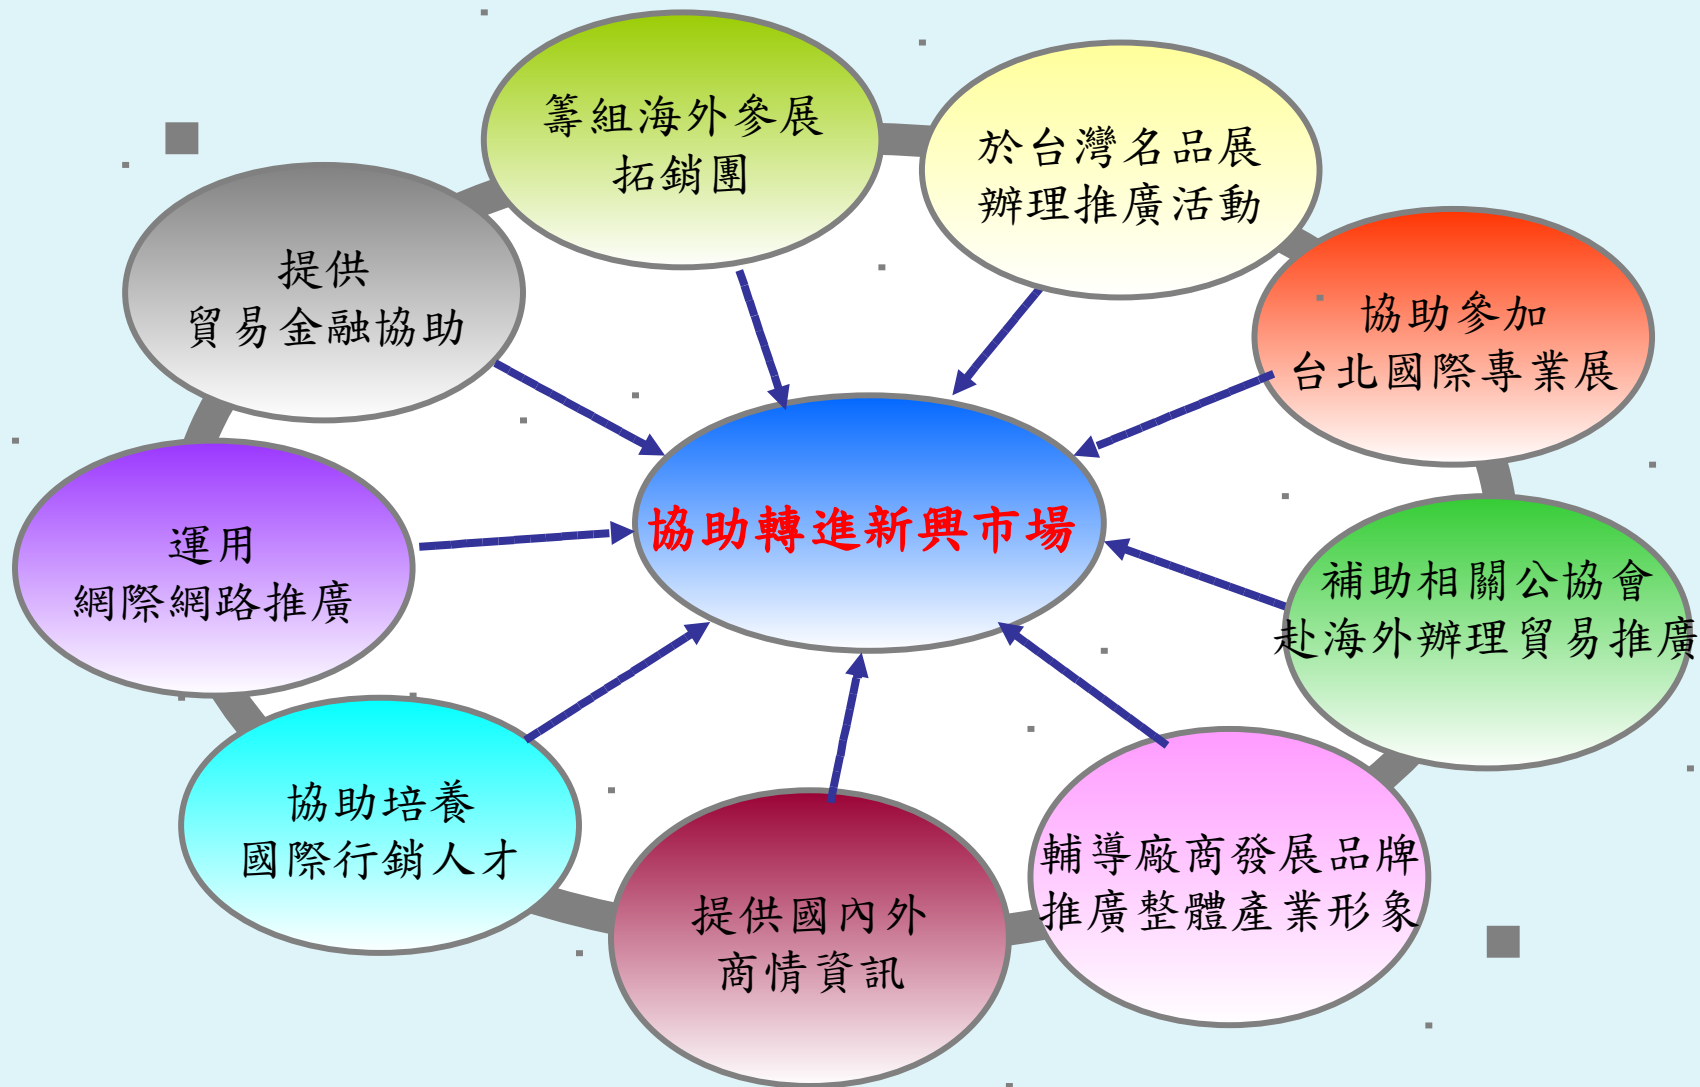 籌組海外參展
拓銷團
於台灣名品展
辦理推廣活動
協助參加
台北國際專業展
補助相關公協會
赴海外辦理貿易推廣
輔導廠商發展品牌
推廣整體產業形象
提供國內外
商情資訊
協助培養
國際行銷人才
運用
網際網路推廣
提供
貿易金融協助
協助轉進新興市場